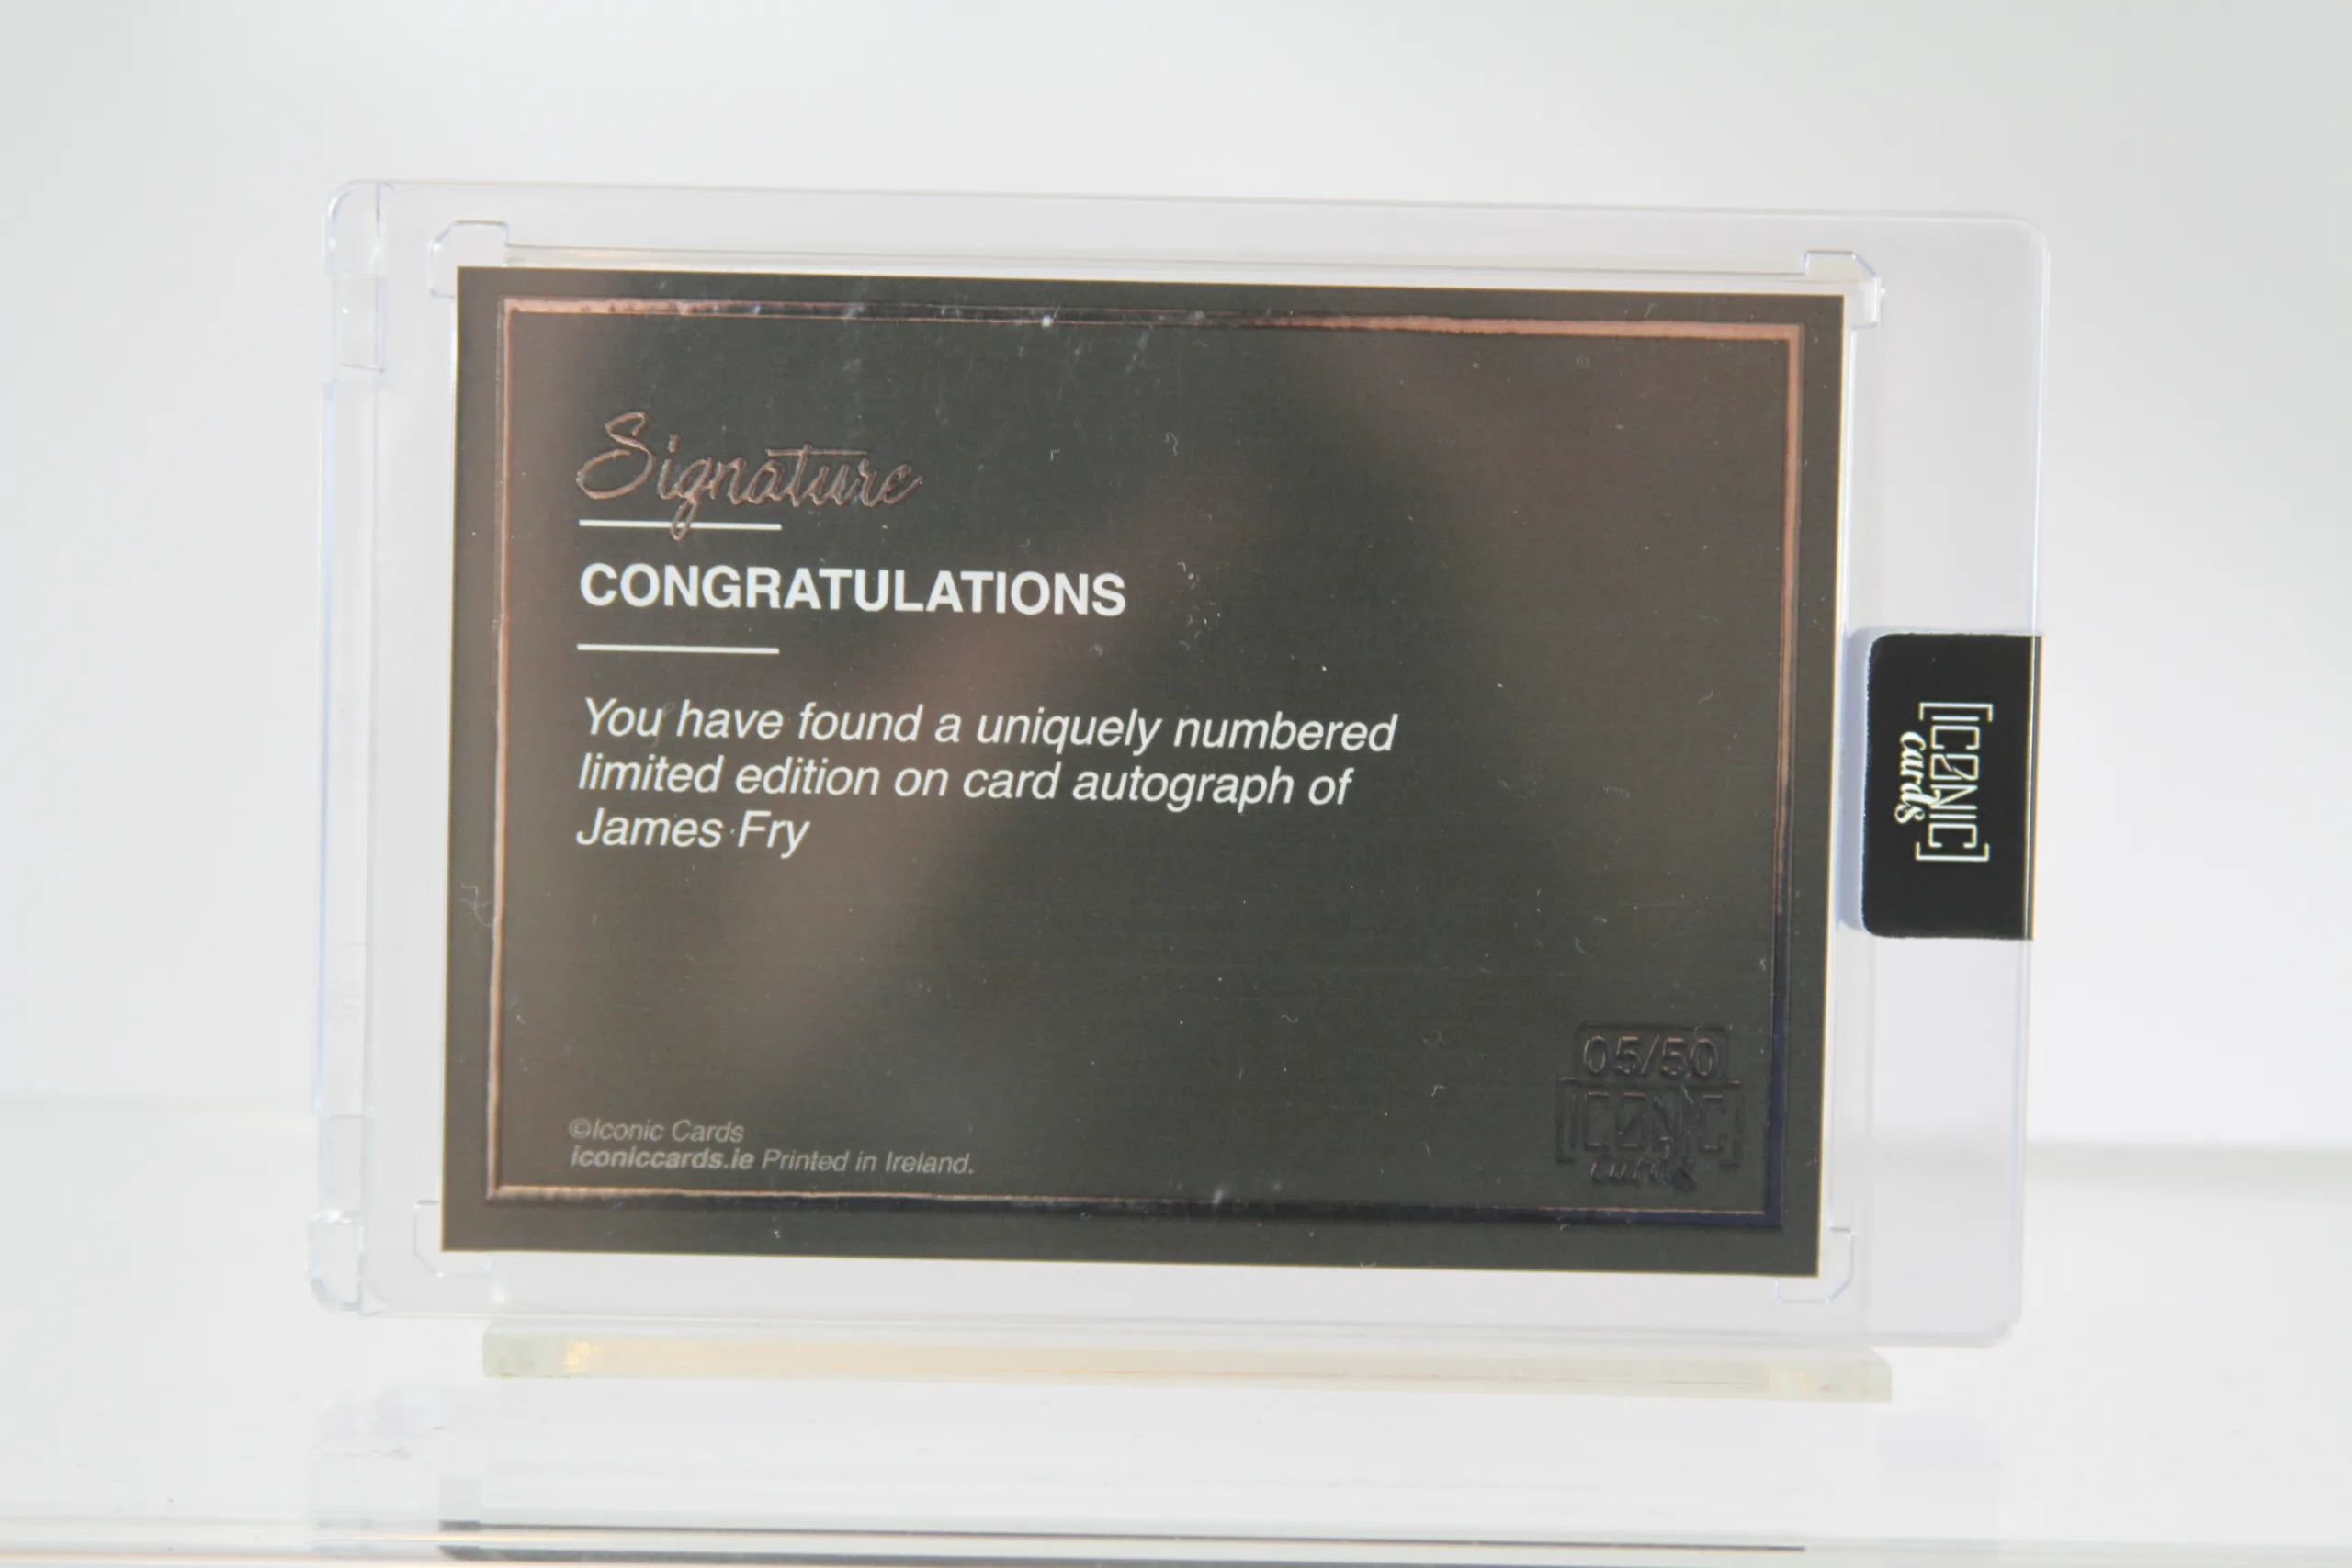 Signature
CONGRATULATIONS
You have found a uniquely numbered
limited edition on card autograph of
James Fry
©Iconic Cards
iconiccards.ie Printed in Ireland.
05/50
[ICONIC]
cards
[ICONIC]
cards